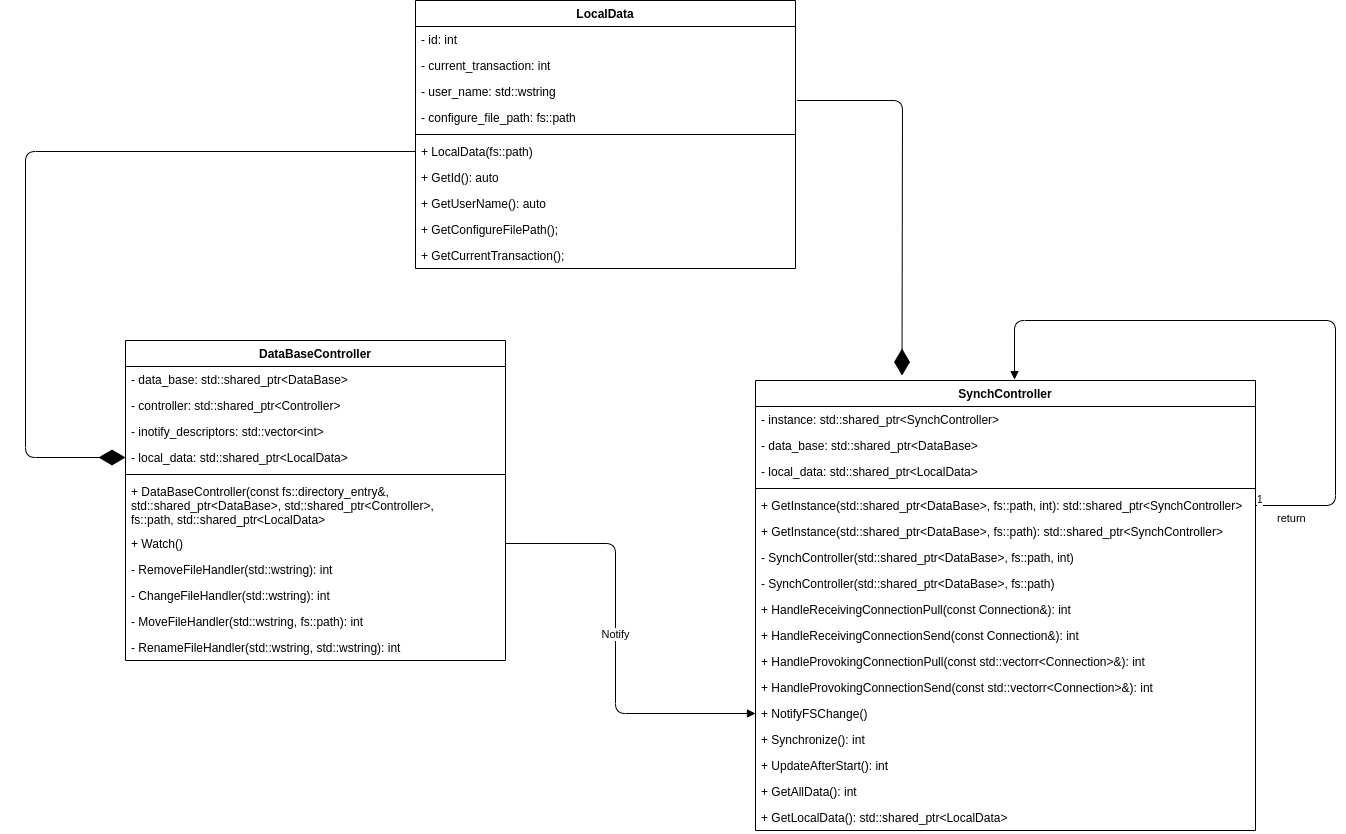 LocalData
- id: int
- current_transaction: int
- user_name: std::wstring
- configure_file_path: fs::path
+ LocalData(fs::path)
+ GetId(): auto
+ GetUserName(): auto
+ GetConfigureFilePath();
+ GetCurrentTransaction();
DataBaseController
- data_base: std::shared_ptr<DataBase>
- controller: std::shared_ptr<Controller>
- inotify_descriptors: std::vector<int>
- local_data: std::shared_ptr<LocalData>
+ DataBaseController(const fs::directory_entry&,
std::shared_ptr<DataBase>, std::shared_ptr<Controller>,
fs::path, std::shared_ptr<LocalData>
+ Watch()
- RemoveFileHandler(std::wstring): int
- ChangeFileHandler(std::wstring): int
- MoveFileHandler(std::wstring, fs::path): int
- RenameFileHandler(std::wstring, std::wstring): int
Notify
SynchController
- instance: std::shared_ptr<SynchController>
- data_base: std::shared_ptr<DataBase>
- local_data: std::shared_ptr<LocalData>
+ GetInstance(std::shared_ptr<DataBase>, fs::path, int): std::shared_ptr<SynchController>
+ GetInstance(std::shared_ptr<DataBase>, fs::path): std::shared_ptr<SynchController>
- SynchController(std::shared_ptr<DataBase>, fs::path, int)
- SynchController(std::shared_ptr<DataBase>, fs::path)
+ HandleReceivingConnectionPull(const Connection&): int
+ HandleReceivingConnectionSend(const Connection&): int
+ HandleProvokingConnectionPull(const std::vectorr<Connection>&): int
+ HandleProvokingConnectionSend(const std::vectorr<Connection>&): int
+ NotifyFSChange()
+ Synchronize(): int
+ UpdateAfterStart(): int
+ GetAllData(): int
+ GetLocalData(): std::shared_ptr<LocalData>
1
return